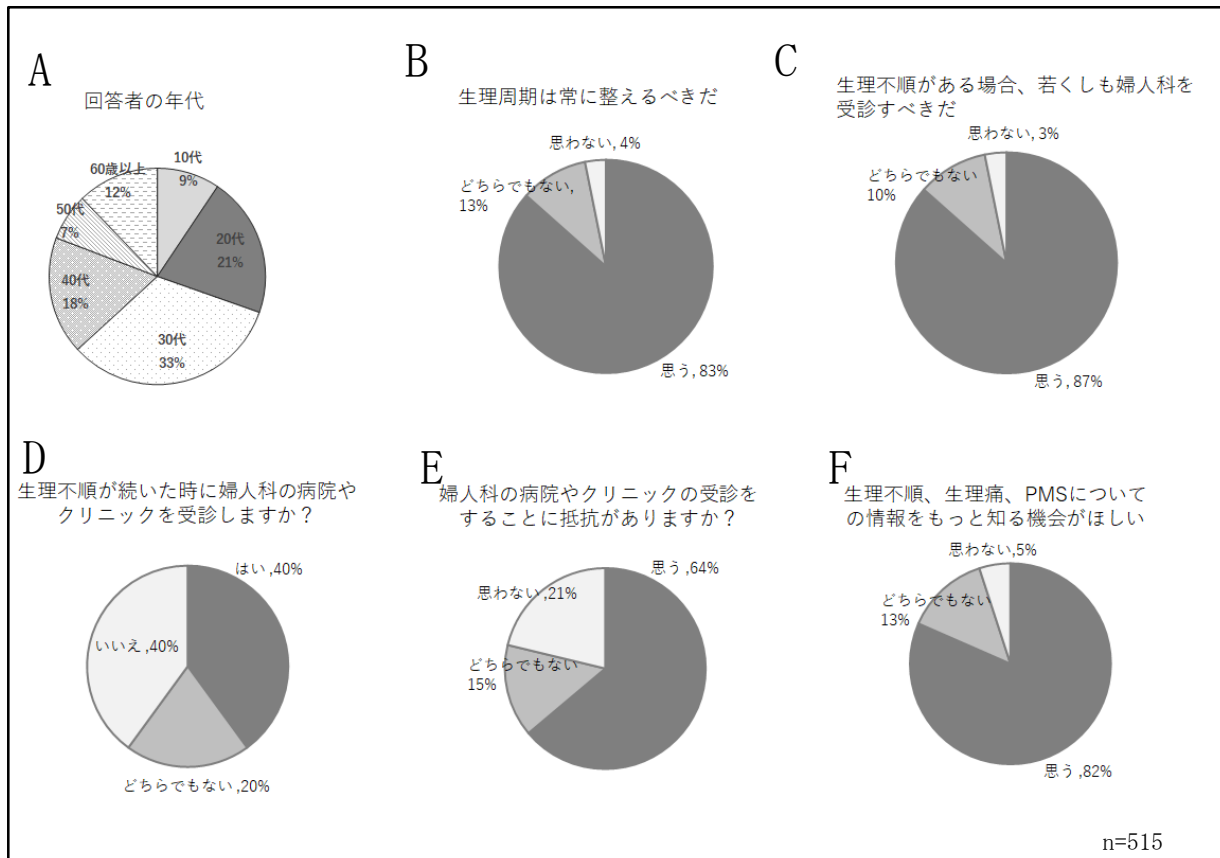 A
回答者の年代
10代
9%
20代
21%
30代
33%
40代
18%
50代
7%
60歳以上
12%
B
生理周期は常に整えるべきだ
思わない, 4%
どちらでもない,
13%
思う, 83%
C
生理不順がある場合、若くしも婦人科を
受診すべきだ
思わない, 3%
どちらでもない
10%
思う, 87%
D
生理不順が続いた時に婦人科の病院や
クリニックを受診しますか？
はい, 40%
いいえ ,40%
どちらでもない ,20%
E
婦人科の病院やクリニックの受診を
することに抵抗がありますか？
思う ,64%
思わない ,21%
どちらでもない
15%
F
生理不順、生理痛、PMSについて
の情報をもっと知る機会がほしい
思わない ,5%
どちらでもない
13%
思う ,82%
n=515